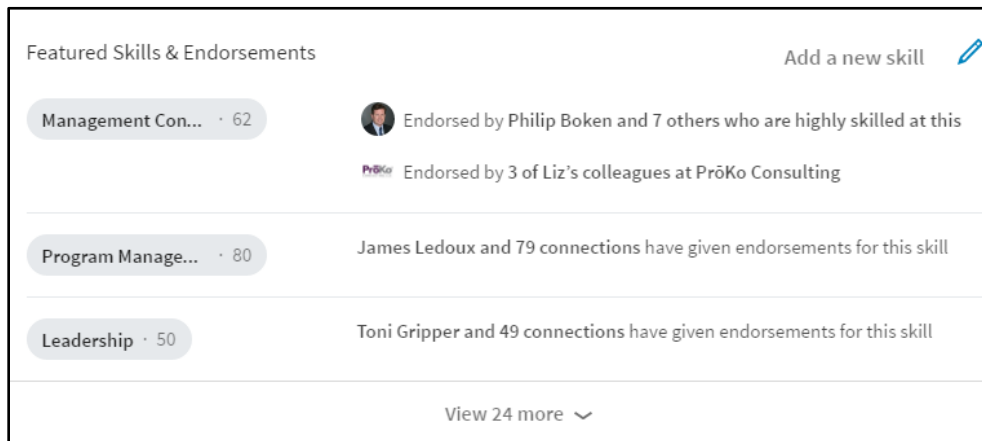 Featured Skills & Endorsements
Add a new skill
Management Con... · 62
Endorsed by Philip Boken and 7 others who are highly skilled at this
PrōKo
Endorsed by 3 of Liz’s colleagues at PrōKo Consulting
Program Manage... · 80
James Ledoux and 79 connections have given endorsements for this skill
Leadership · 50
Toni Gripper and 49 connections have given endorsements for this skill
View 24 more